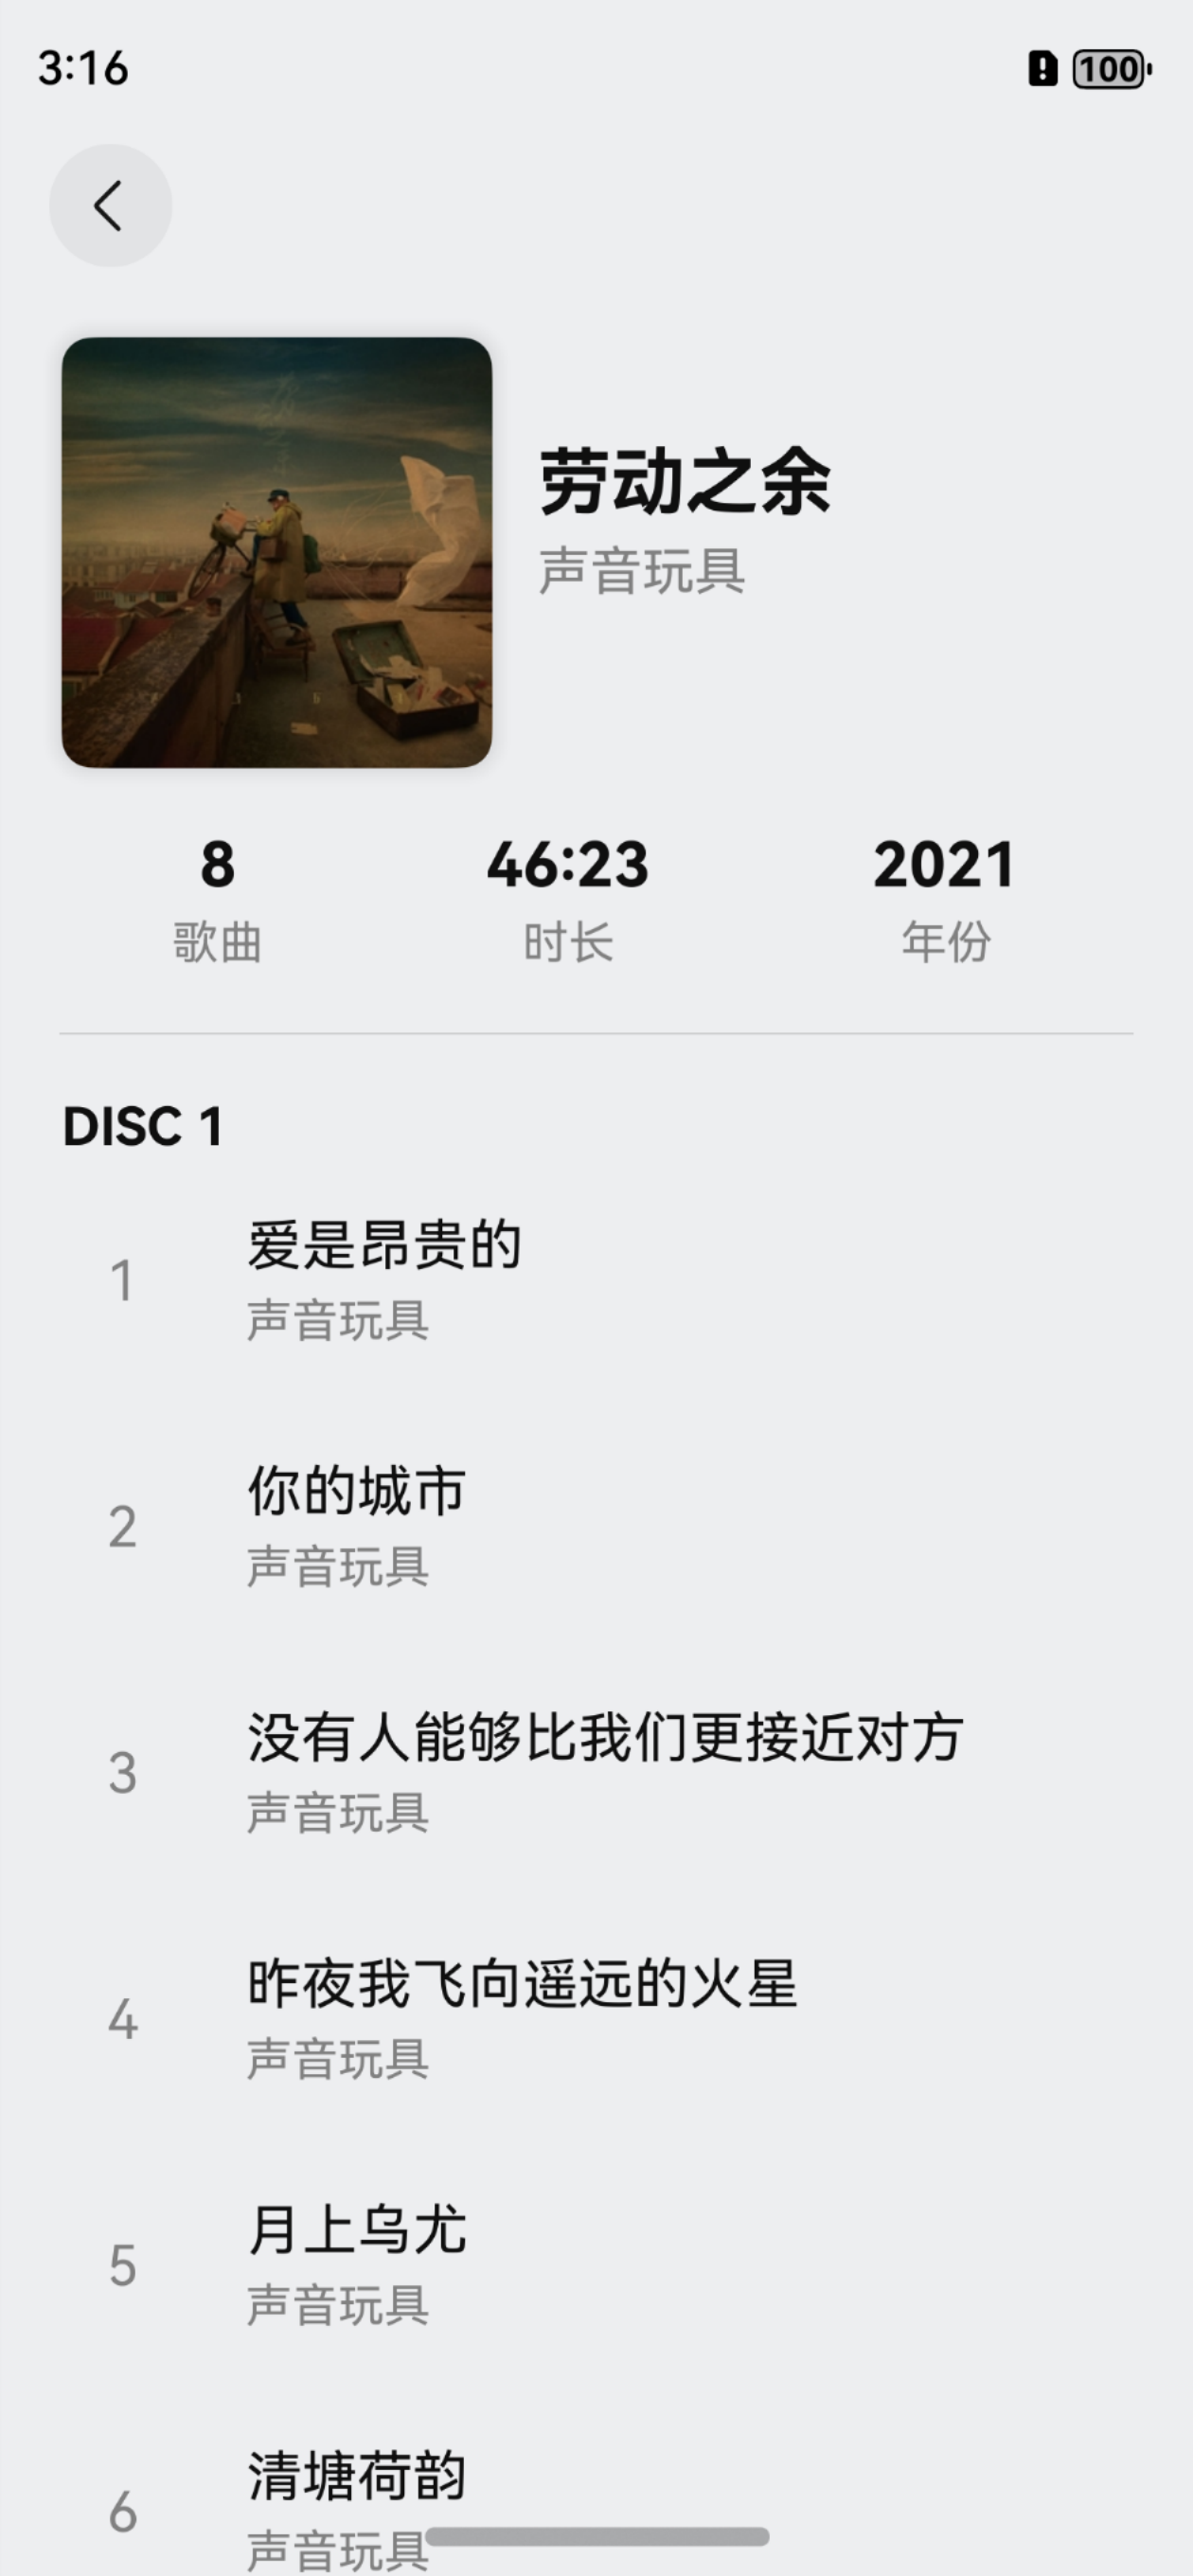 3:16
100
劳动之余
声音玩具
8
46:23
2021
歌曲
时长
年份
DISC 1
1
爱是昂贵的
声音玩具
2
你的城市
声音玩具
3
没有人能够比我们更接近对方
声音玩具
4
昨夜我飞向遥远的火星
声音玩具
5
月上乌尤
声音玩具
6
清塘荷韵
声音玩具